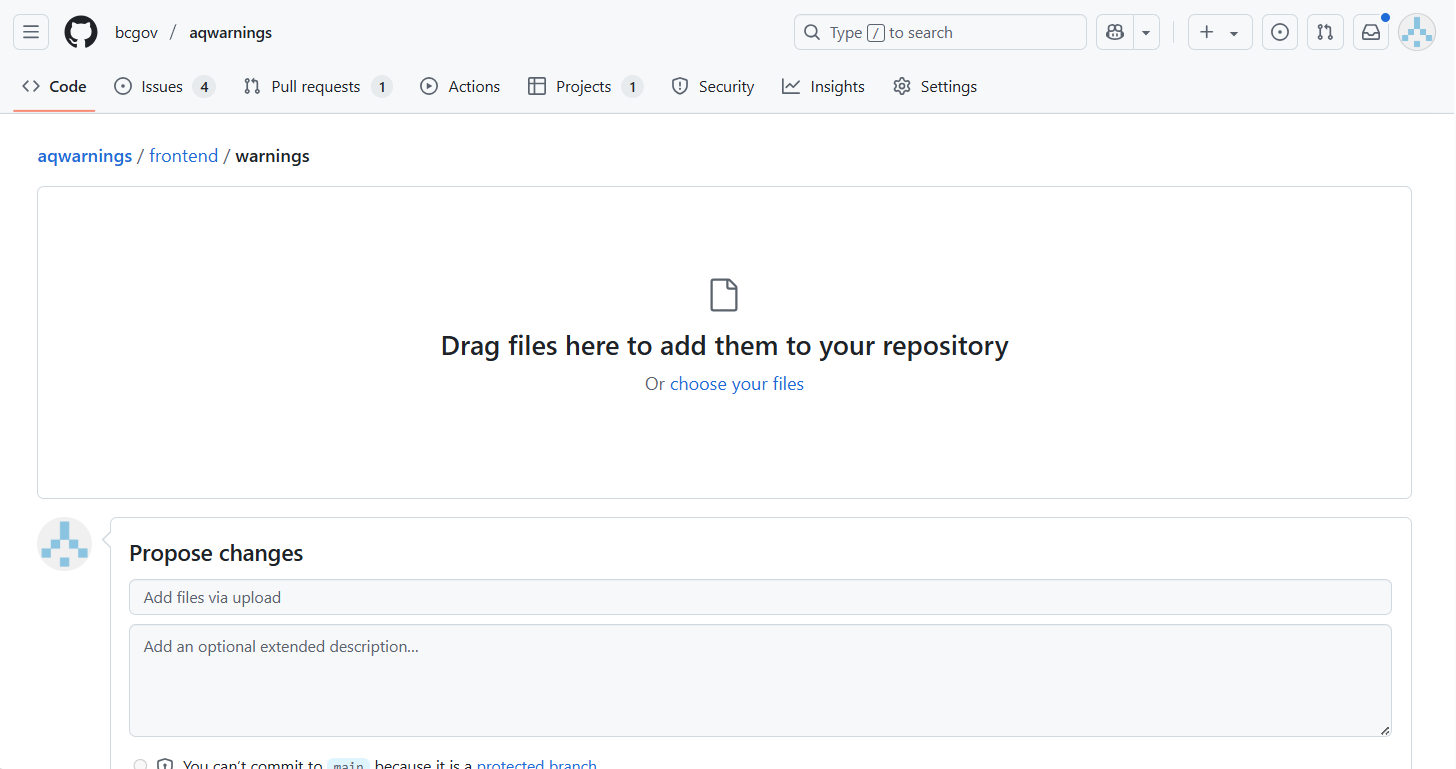 bcgov / aqwarnings
Type / to search
Code
Issues 4
Pull requests 1
Actions
Projects 1
Security
Insights
Settings
aqwarnings / frontend / warnings
Drag files here to add them to your repository
Or choose your files
Propose changes
Add files via upload
Add an optional extended description...
You can't commit to main because it is a protected branch